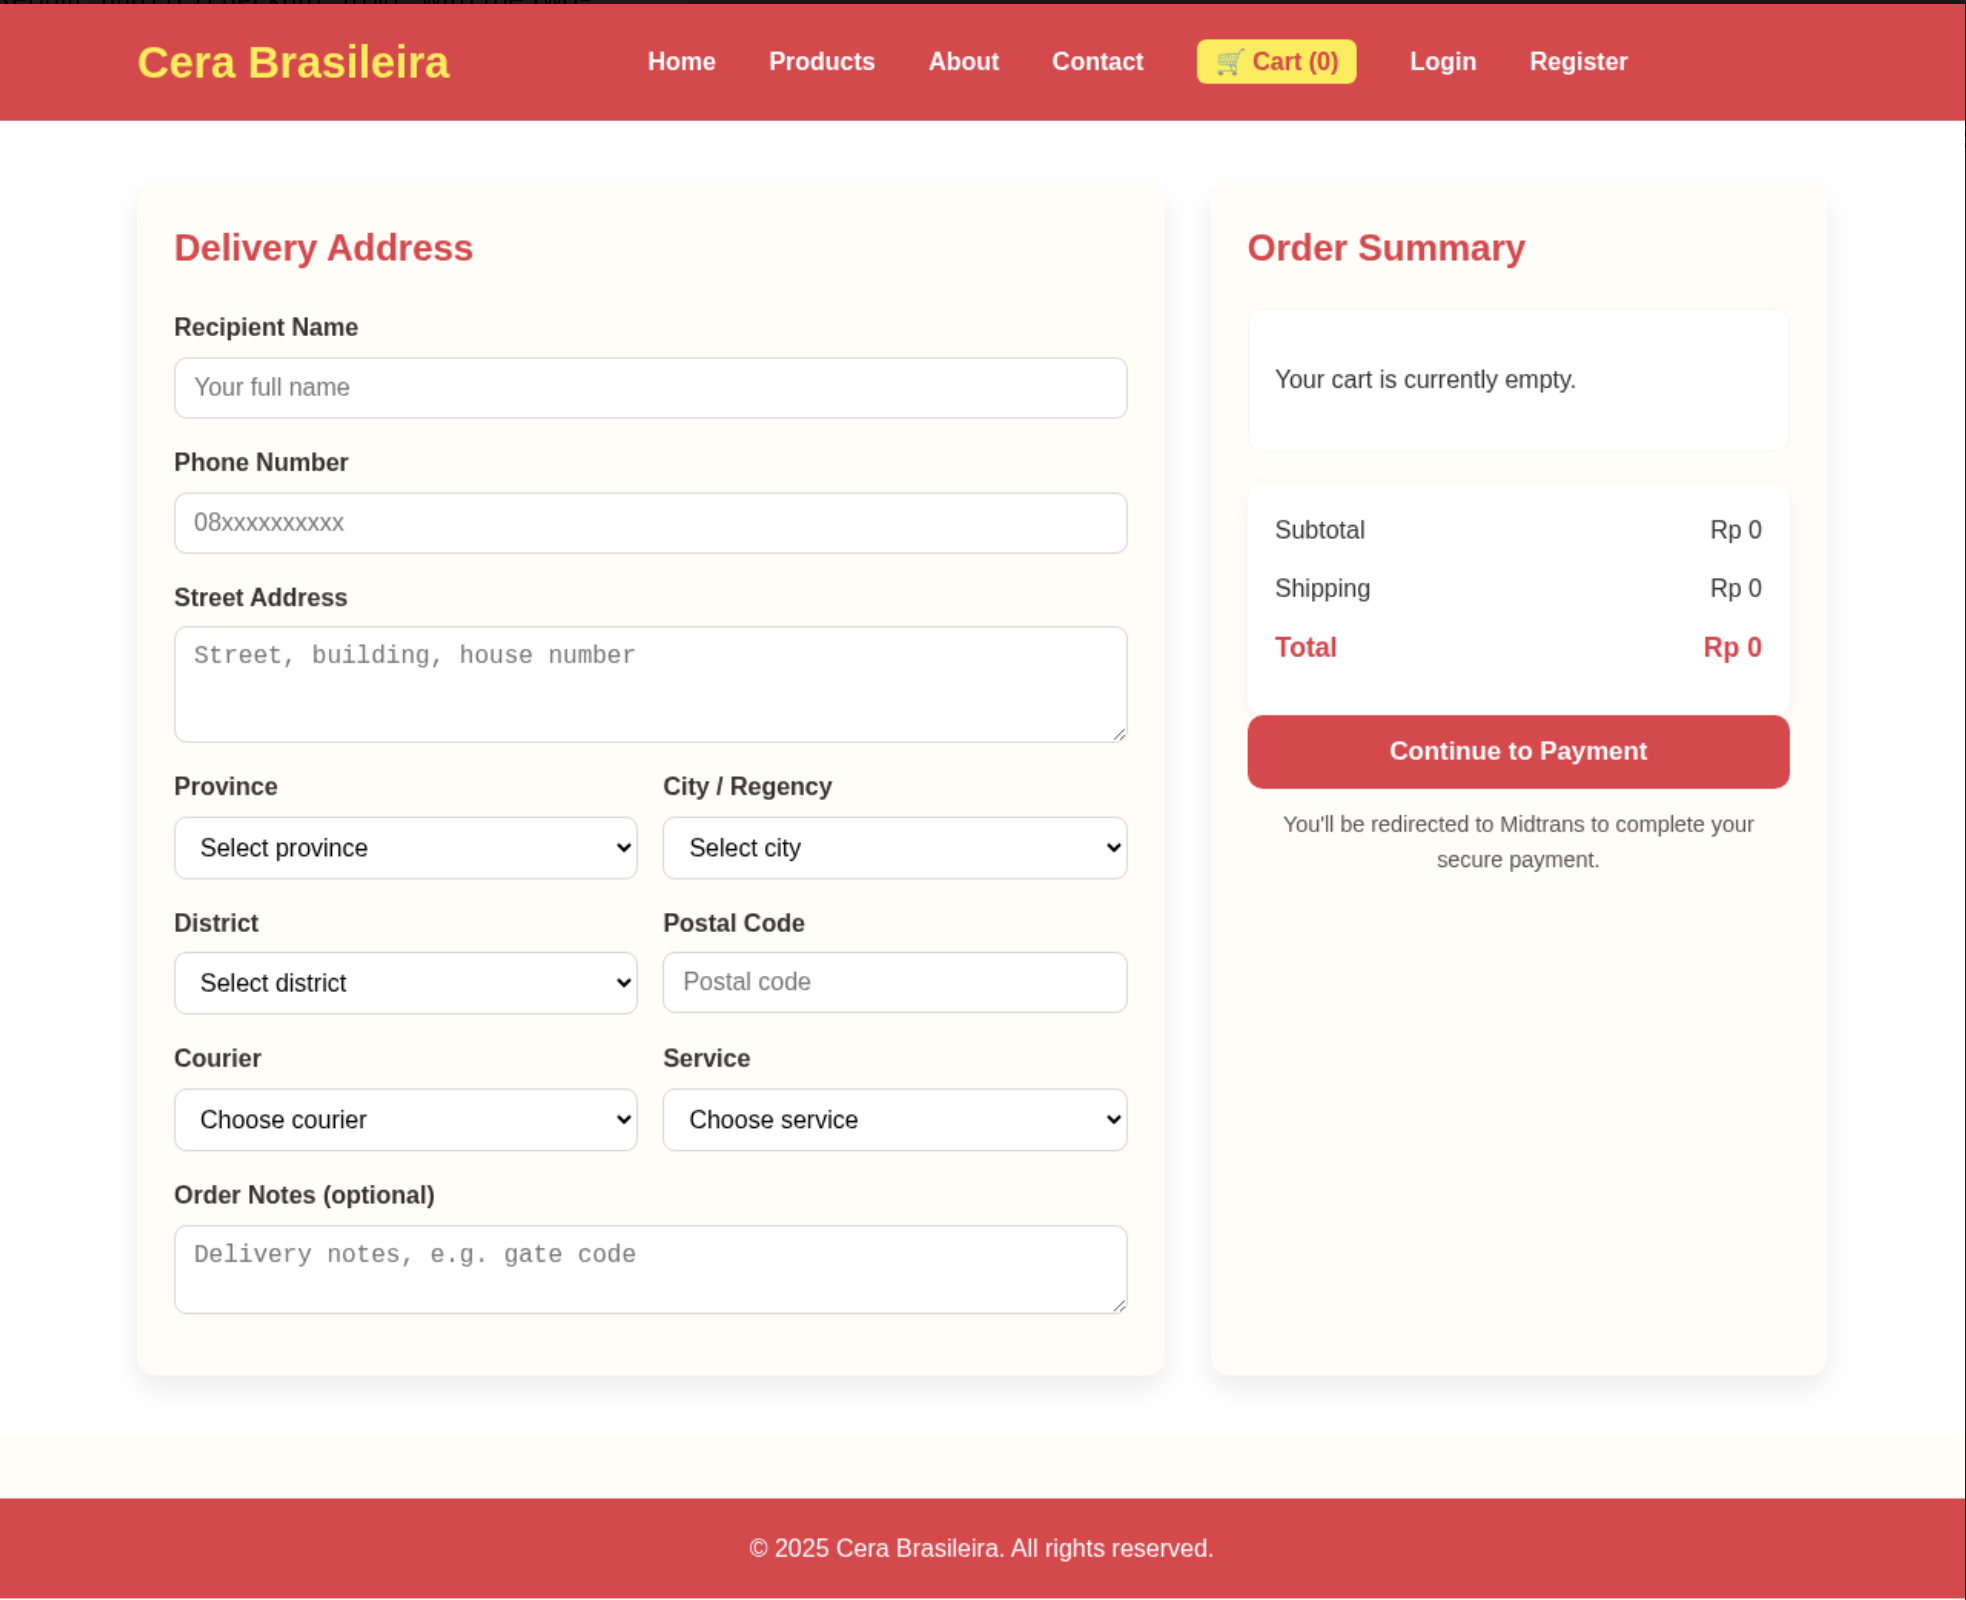 Cera Brasileira
Home Products About Contact 🛒 Cart (0) Login Register
Delivery Address
Recipient Name
Your full name
Phone Number
08xxxxxxxxxx
Street Address
Street, building, house number
Province City / Regency
Select province Select city
District Postal Code
Select district Postal code
Courier Service
Choose courier Choose service
Order Notes (optional)
Delivery notes, e.g. gate code
Order Summary
Your cart is currently empty.
Subtotal Rp 0
Shipping Rp 0
Total Rp 0
Continue to Payment
You'll be redirected to Midtrans to complete your
secure payment.
© 2025 Cera Brasileira. All rights reserved.